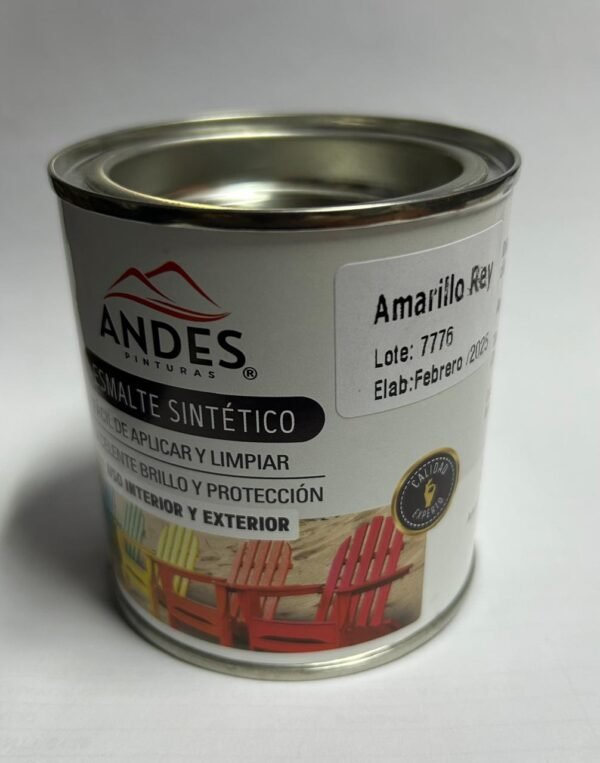 ANDES
PINTURAS ®
ESMALTE SINTÉTICO
FÁCIL DE APLICAR Y LIMPIAR
EXCELENTE BRILLO Y PROTECCIÓN
USO INTERIOR Y EXTERIOR
Amarillo Rey
Lote: 7776
Elab:Febrero /2025
CALIDAD
EXPERTO